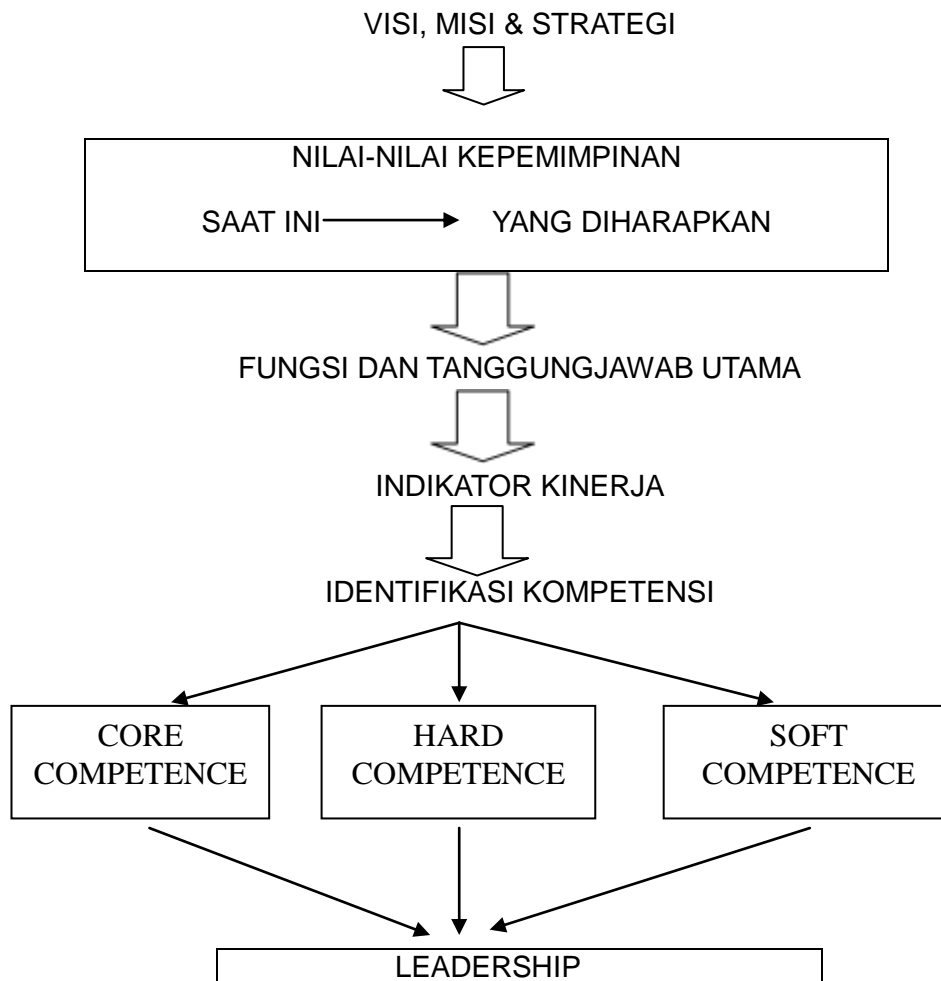 VISI, MISI & STRATEGI
NILAI-NILAI KEPEMIMPINAN
SAAT INI YANG DIHARAPKAN
FUNGSI DAN TANGGUNGJAWAB UTAMA
INDIKATOR KINERJA
IDENTIFIKASI KOMPETENSI
CORE
COMPETENCE
HARD
COMPETENCE
SOFT
COMPETENCE
LEADERSHIP